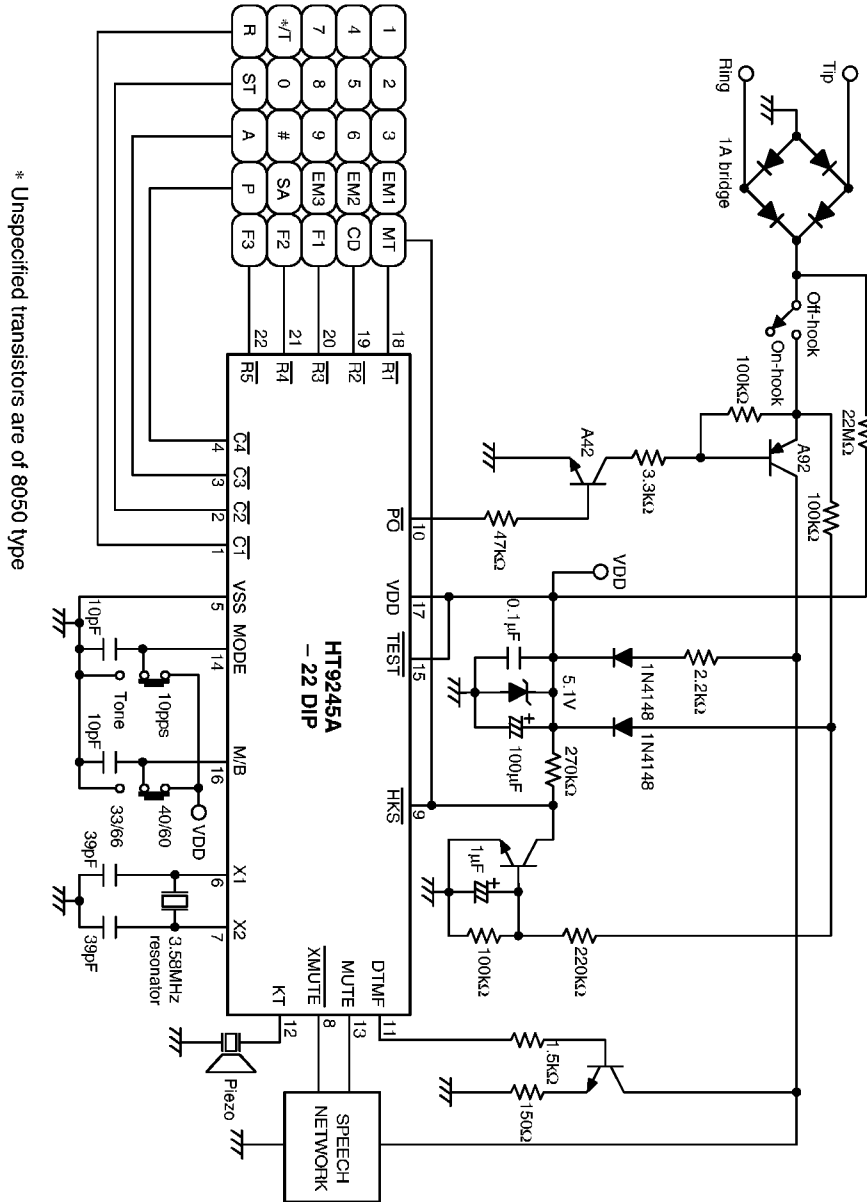 Tip
Ring
1A bridge
Off-hook
On-hook
22MΩ
100kΩ
A92
100kΩ
3.3kΩ
A42
47kΩ
VDD
2.2kΩ
1N4148
1N4148
0.1µF
5.1V
+
100µF
270kΩ
1µF
+
100kΩ
220kΩ
1.5kΩ
150Ω
1
2
3
EM1
MT
4
5
6
EM2
CD
7
8
9
EM3
F1
*/T
0
#
SA
F2
R
ST
A
P
F3
18
R1
19
R2
20
R3
21
R4
22
R5
10
PO
17
VDD
15
TEST
9
HKS
HT9245A
– 22 DIP
DTMF
11
MUTE
13
XMUTE
8
KT
12
C4
4
C3
3
C2
2
C1
1
VSS
5
MODE
14
M/B
16
X1
6
X2
7
10pF
Tone
10pps
10pF
33/66
40/60
VDD
39pF
39pF
3.58MHz
resonator
Piezo
SPEECH
NETWORK
* Unspecified transistors are of 8050 type